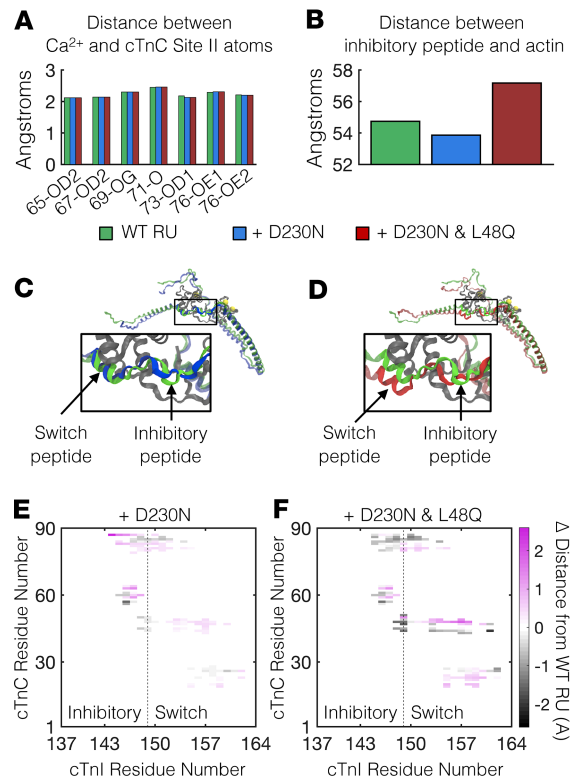 A
Distance between
Ca²⁺ and cTnC Site II atoms
Angstroms
3
2
1
0
65-OD2
67-OD2
69-OG
71-O
73-OD1
76-OE1
76-OE2
B
Distance between
inhibitory peptide and actin
Angstroms
58
56
54
52
WT RU
+ D230N
+ D230N & L48Q
C
Switch
peptide
Inhibitory
peptide
D
Switch
peptide
Inhibitory
peptide
E
+ D230N
cTnC Residue Number
90
60
30
1
Inhibitory
Switch
137 143 150 157 164
cTnI Residue Number
F
+ D230N & L48Q
cTnC Residue Number
90
60
30
1
Inhibitory
Switch
137 143 150 157 164
cTnI Residue Number
2
1
0
-1
-2
Δ Distance from WT RU (A)